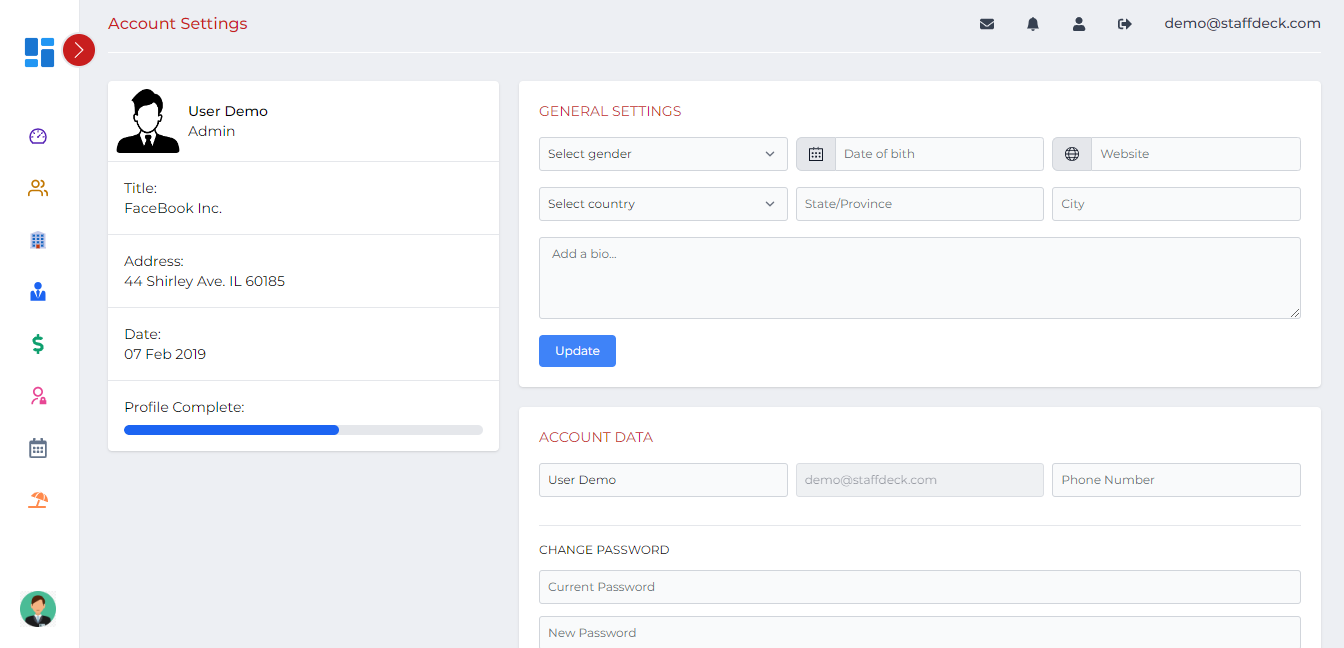 Account Settings
demo@staffdeck.com
User Demo
Admin
Title:
FaceBook Inc.
Address:
44 Shirley Ave. IL 60185
Date:
07 Feb 2019
Profile Complete:
GENERAL SETTINGS
Select gender
Date of bith
Website
Select country
State/Province
City
Add a bio...
Update
ACCOUNT DATA
User Demo
demo@staffdeck.com
Phone Number
CHANGE PASSWORD
Current Password
New Password